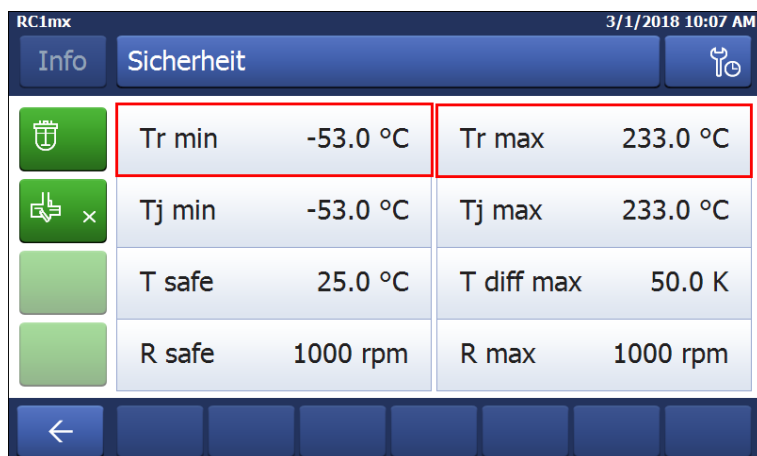 RC1mx 3/1/2018 10:07 AM
Info Sicherheit
Tr min -53.0 °C Tr max 233.0 °C
Tj min -53.0 °C Tj max 233.0 °C
T safe 25.0 °C T diff max 50.0 K
R safe 1000 rpm R max 1000 rpm